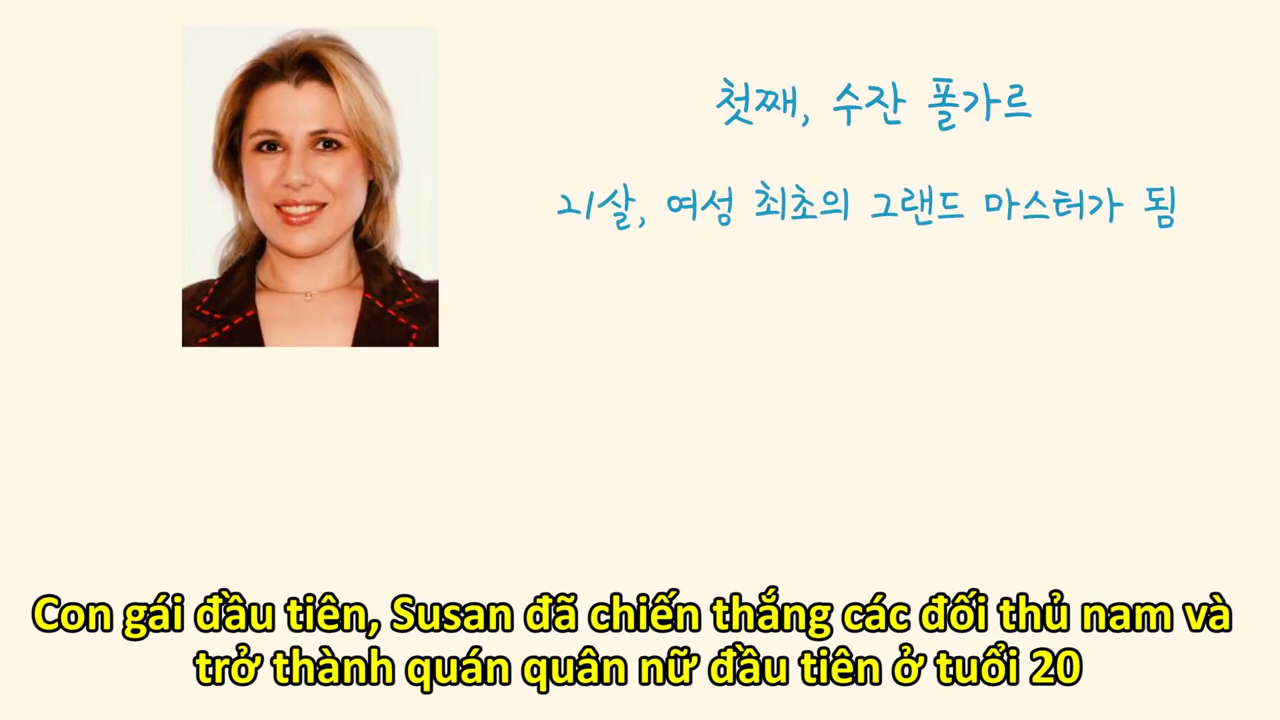 첫째, 수잔 폴가르
21살, 여성 최초의 그랜드 마스터가 됨
Con gái đầu tiên, Susan đã chiến thắng các đối thủ nam và
trở thành quán quân nữ đầu tiên ở tuổi 20